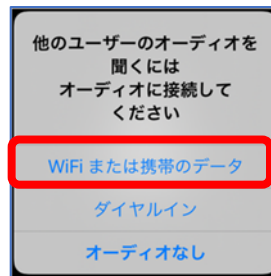 他のユーザーのオーディオを
聞くには
オーディオに接続して
ください
WiFi または携帯のデータ
ダイヤルイン
オーディオなし